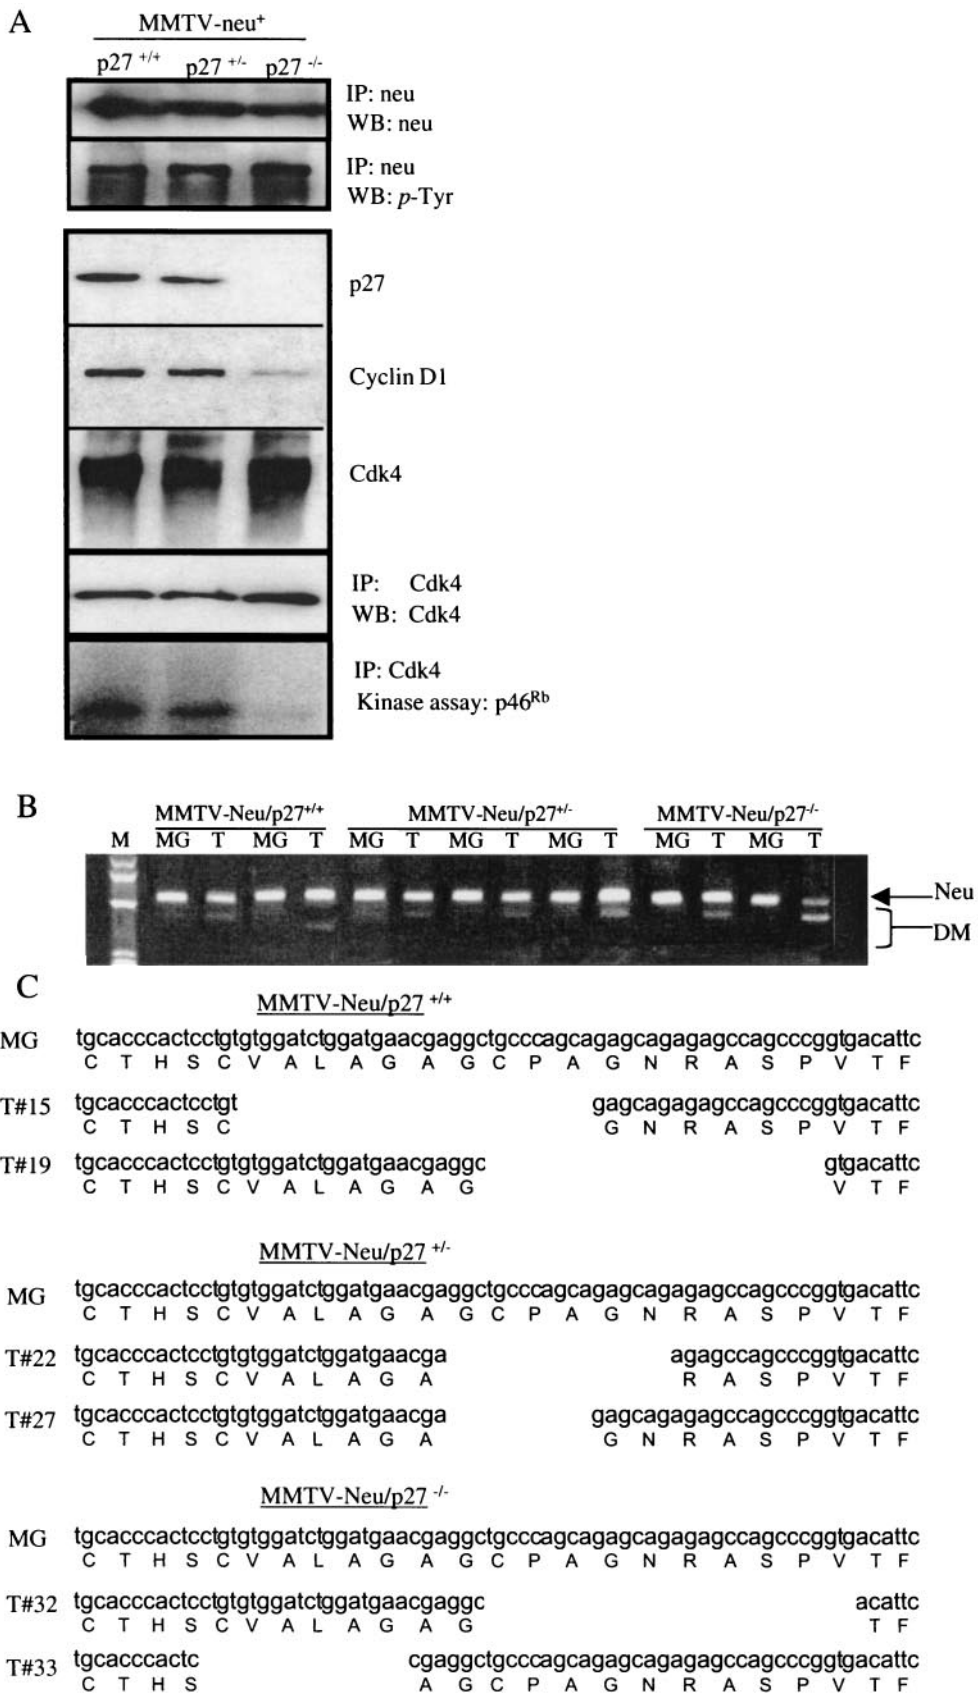 A
MMTV-neu⁺
p27 +/+ p27 +/- p27 -/-
IP: neu
WB: neu
IP: neu
WB: p-Tyr
p27
Cyclin D1
Cdk4
IP: Cdk4
WB: Cdk4
IP: Cdk4
Kinase assay: p46Rb
B
MMTV-Neu/p27+/+ MMTV-Neu/p27+/- MMTV-Neu/p27-/-
M MG T MG T MG T MG T MG T MG T MG T
Neu
DM
C
MMTV-Neu/p27 +/+
MG tgcacccactcctgtgtggatctggatgaacgaggctgcccagcagagcagagagccagcccggtgacattc
C T H S C V A L A G A G C P A G N R A S P V T F
T#15 tgcacccactcctgt gagcagagagccagcccggtgacattc
C T H S C G N R A S P V T F
T#19 tgcacccactcctgtgtggatctggatgaacgaggc gtgacattc
C T H S C V A L A G A G V T F
MMTV-Neu/p27 +/-
MG tgcacccactcctgtgtggatctggatgaacgaggctgcccagcagagcagagagccagcccggtgacattc
C T H S C V A L A G A G C P A G N R A S P V T F
T#22 tgcacccactcctgtgtggatctggatgaacga agagccagcccggtgacattc
C T H S C V A L A G A R A S P V T F
T#27 tgcacccactcctgtgtggatctggatgaacga gagcagagagccagcccggtgacattc
C T H S C V A L A G A G N R A S P V T F
MMTV-Neu/p27 -/-
MG tgcacccactcctgtgtggatctggatgaacgaggctgcccagcagagcagagagccagcccggtgacattc
C T H S C V A L A G A G C P A G N R A S P V T F
T#32 tgcacccactcctgtgtggatctggatgaacgaggc acattc
C T H S C V A L A G A G T F
T#33 tgcacccactc cgaggctgcccagcagagcagagagccagcccggtgacattc
C T H S A G C P A G N R A S P V T F